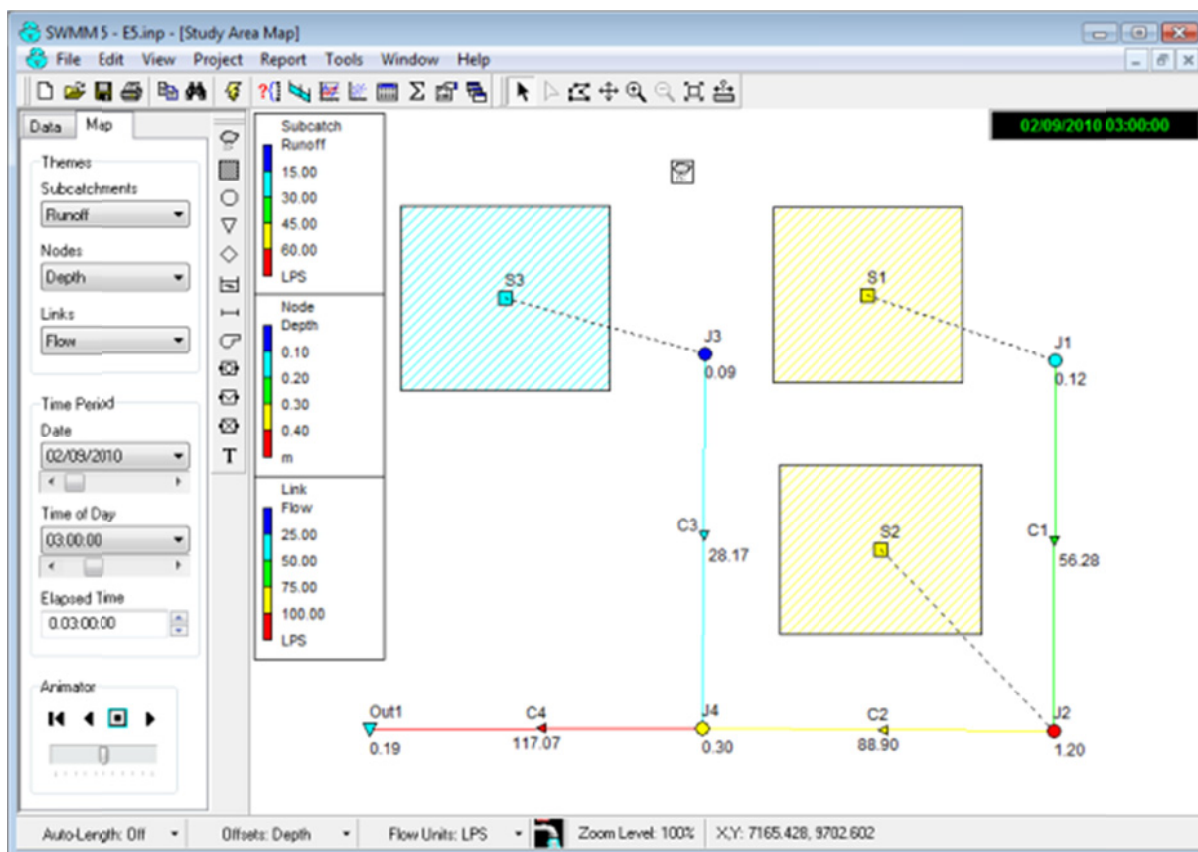 SWMM 5 - E5.inp - [Study Area Map]
File Edit View Project Report Tools Window Help
Data Map
Themes
Subcatchments
Runoff
Nodes
Depth
Links
Flow
Time Period
Date
02/09/2010
Time of Day
03:00:00
Elapsed Time
0.03:00:00
Animator
T
Subcatch
Runoff
15.00
30.00
45.00
60.00
LPS
Node
Depth
0.10
0.20
0.30
0.40
m
Link
Flow
25.00
50.00
75.00
100.00
LPS
02/09/2010 03:00:00
S3
S1
J3
0.09
J1
0.12
S2
C3
28.17
C1
56.28
Out1
0.19
C4
117.07
J4
0.30
C2
88.90
J2
1.20
Auto-Length: Off Offsets: Depth Flow Units: LPS Zoom Level: 100% X,Y: 7165.428, 9702.602